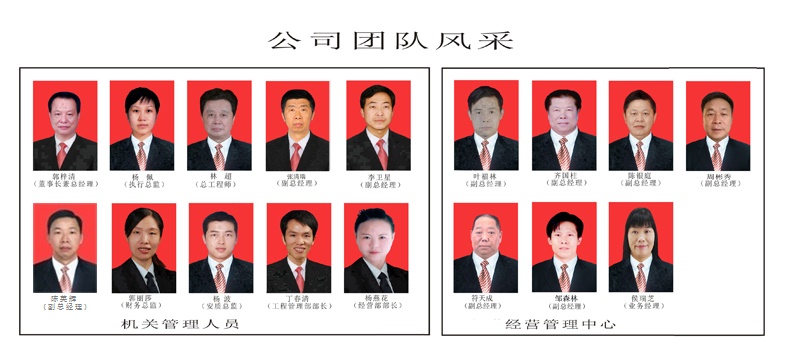 公司团队风采
郭梓清
（董事长兼总经理）
杨 佩
（执行总监）
林 超
（总工程师）
张鸿瑞
（副总经理）
李卫星
（副总经理）
陈英雄
（副总经理）
郭丽莎
（财务总监）
杨 波
（安质总监）
丁春清
（工程管理部部长）
杨燕花
（经营部部长）
机关管理人员
叶福林
（副总经理）
齐国柱
（副总经理）
陈银庭
（副总经理）
周彬秀
（副总经理）
符天成
（副总经理）
邹森林
（副总经理）
侯瑞芝
（业务经理）
经营管理中心